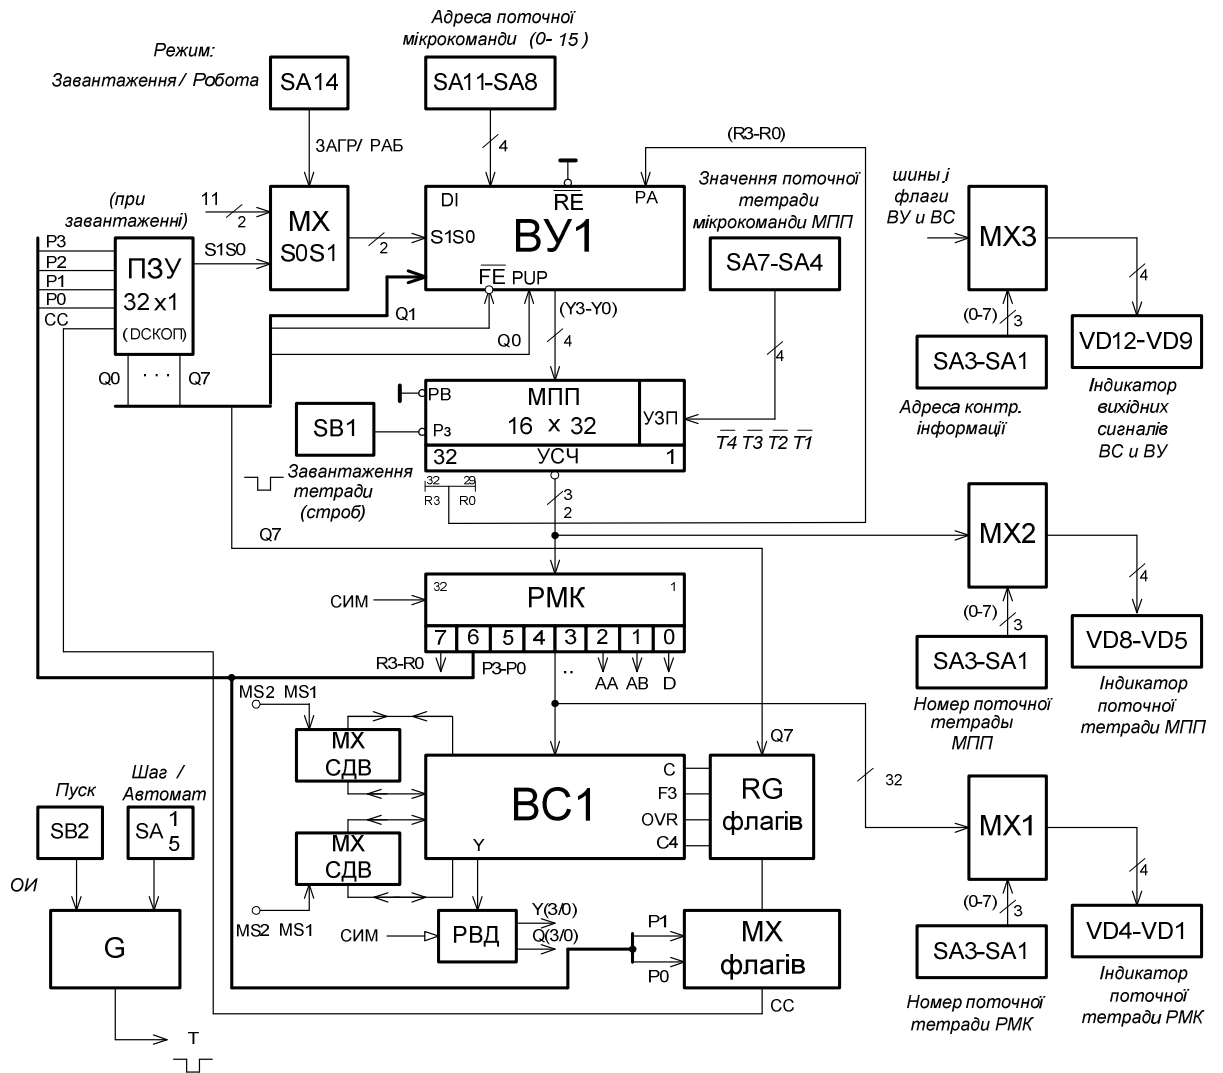 Режим:
Завантаження / Робота
SA14
ЗАГР/ РАБ
Адреса поточної
мікрокоманди (0- 15)
SA11-SA8
4
(R3-R0)
(при
завантаженні)
11
2
MX
S0S1
2
S1S0
DI
RE
PA
S1S0
ВУ1
FE PUP
P3
P2
P1
P0
CC
ПЗУ
32 x1
(DCКОП)
Q0
· · ·
Q7
Q1
Q0
(Y3-Y0)
4
Значення поточної
тетради
мікрокоманди МПП
SA7-SA4
4
шины j
флаги
ВУ и ВС
MX3
4
(0-7)
3
SA3-SA1
VD12-VD9
Адреса контр.
інформації
Індикатор
вихідних
сигналів
ВС и ВУ
SB1
Завантаження
тетради
(строб)
РВ
Рз
МПП
16 x 32
УЗП
T4 T3 T2 T1
32
УСЧ
1
32
29
R3
R0
3
2
Q7
MX2
4
(0-7)
3
SA3-SA1
VD8-VD5
Номер поточної
тетрады
МПП
Індикатор
поточної
тетради МПП
СИМ
32
РМК
1
7 6 5 4 3 2 1 0
R3-R0
P3-P0
..
AA
AB
D
MS2 MS1
MX
СДВ
MX
СДВ
MS2 MS1
ВС1
C
F3
OVR
C4
Y
Q7
RG
флагів
32
MX1
4
(0-7)
3
SA3-SA1
VD4-VD1
Номер поточної
тетради РМК
Індикатор
поточної
тетради РМК
Пуск
Шаг /
Автомат
SB2
SA 1
5
ОИ
G
T
СИМ
РВД
Y(3/0)
Q(3/0)
P1
P0
MX
флагів
CC